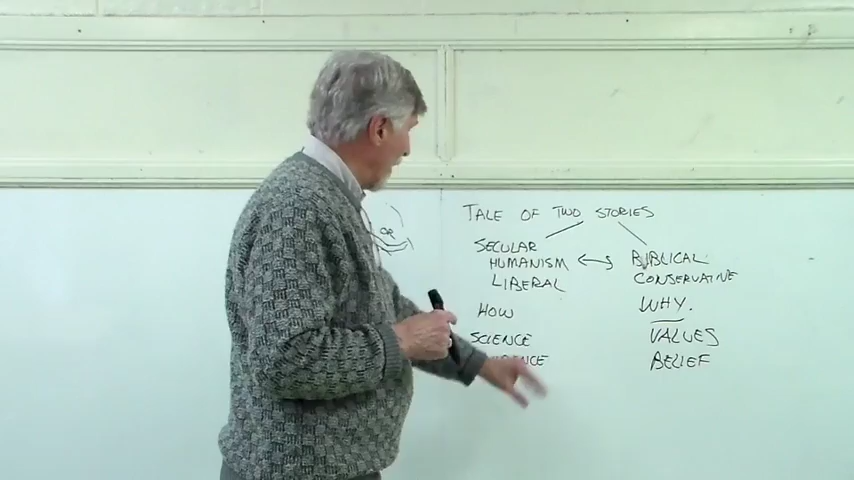 TALE OF TWO STORIES
SECULAR
HUMANISM
LIBERAL
HOW
SCIENCE
BIBLICAL
CONSERVATIVE
WHY.
VALUES
BELIEF